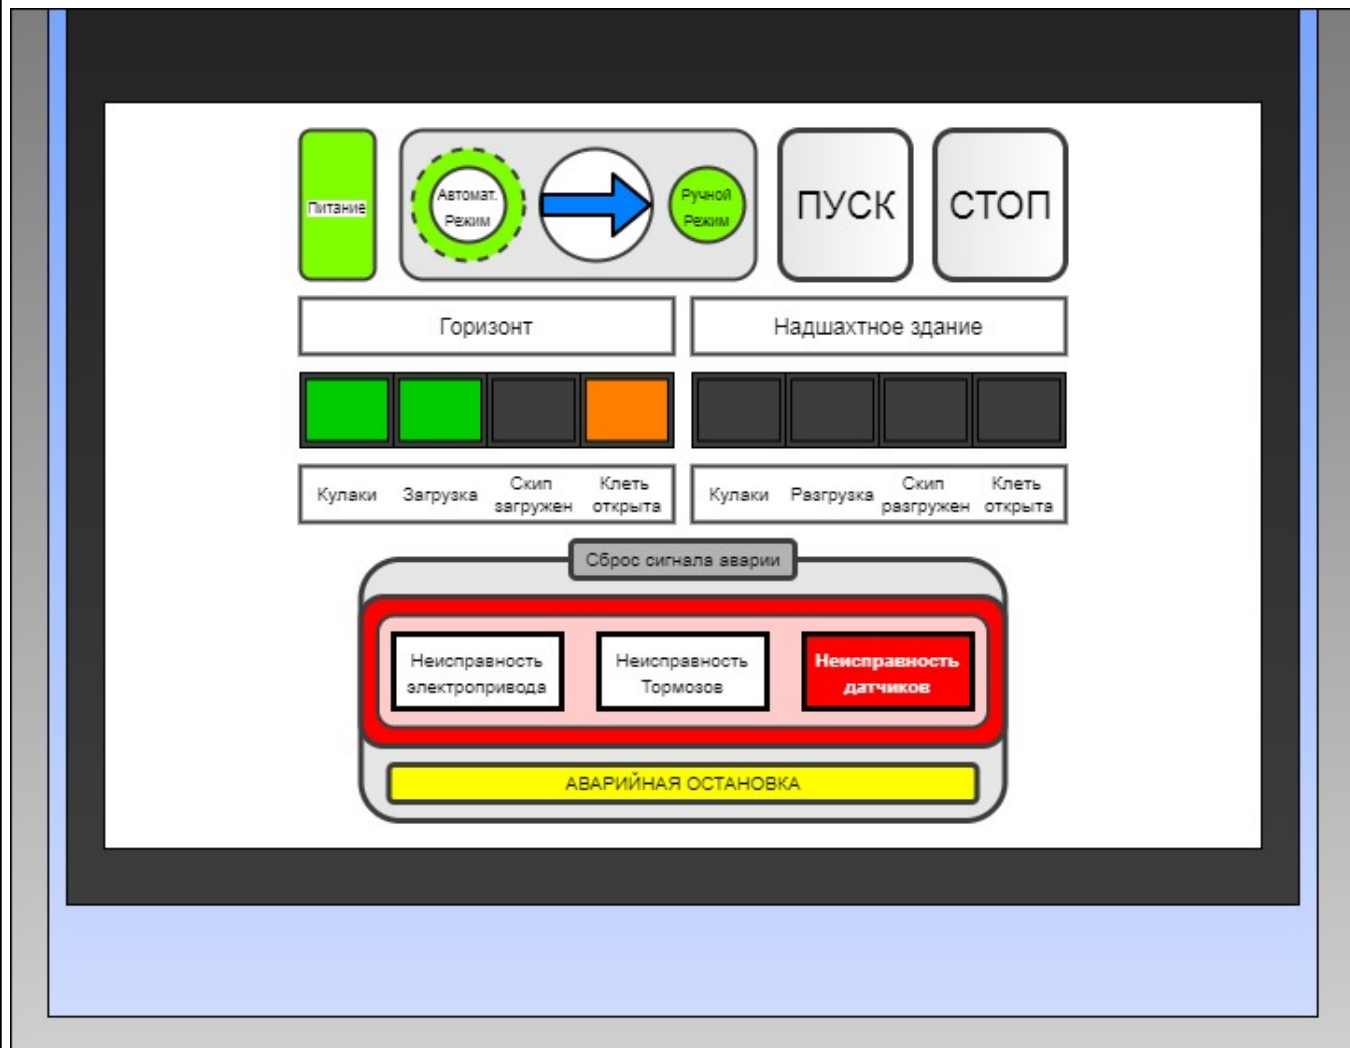 Питание
Автомат.
Режим
Ручной
Режим
ПУСК
СТОП
Горизонт
Надшахтное здание
Кулаки
Загрузка
Скип
загружен
Клеть
открыта
Кулаки
Разгрузка
Скип
разгружен
Клеть
открыта
Сброс сигнала аварии
Неисправность
электропривода
Неисправность
Тормозов
Неисправность
датчиков
АВАРИЙНАЯ ОСТАНОВКА